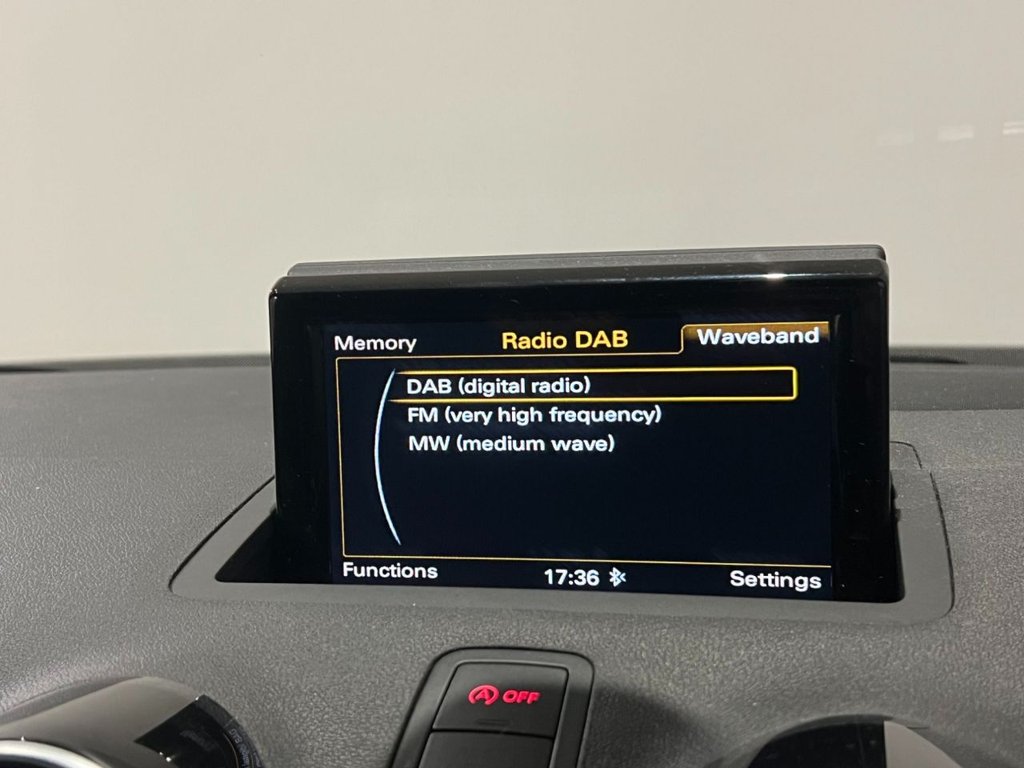 Memory Radio DAB Waveband
DAB (digital radio)
FM (very high frequency)
MW (medium wave)
Functions 17:36 Settings
A OFF